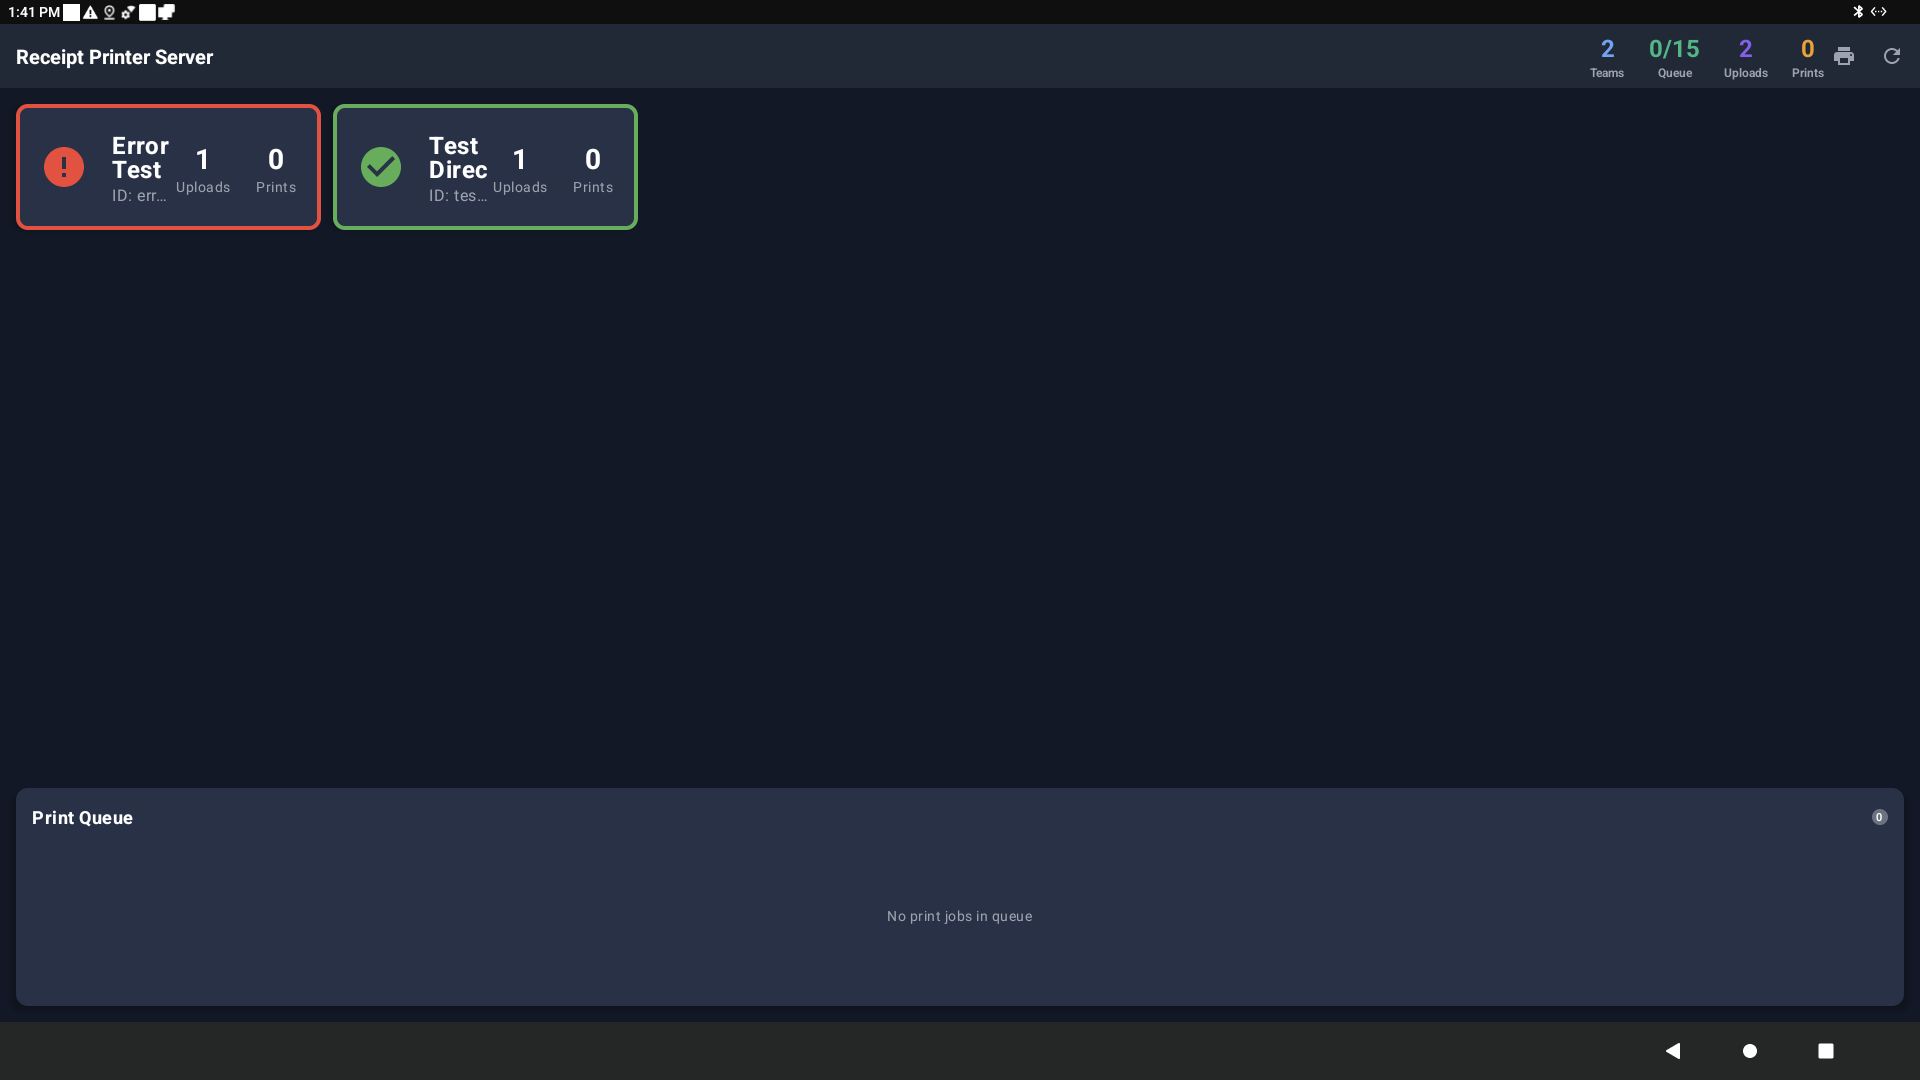 1:41 PM
Receipt Printer Server
2
Teams
0/15
Queue
2
Uploads
0
Prints
Error
Test
ID: err...
1
Uploads
0
Prints
Test
Direc
ID: tes...
1
Uploads
0
Prints
Print Queue
0
No print jobs in queue